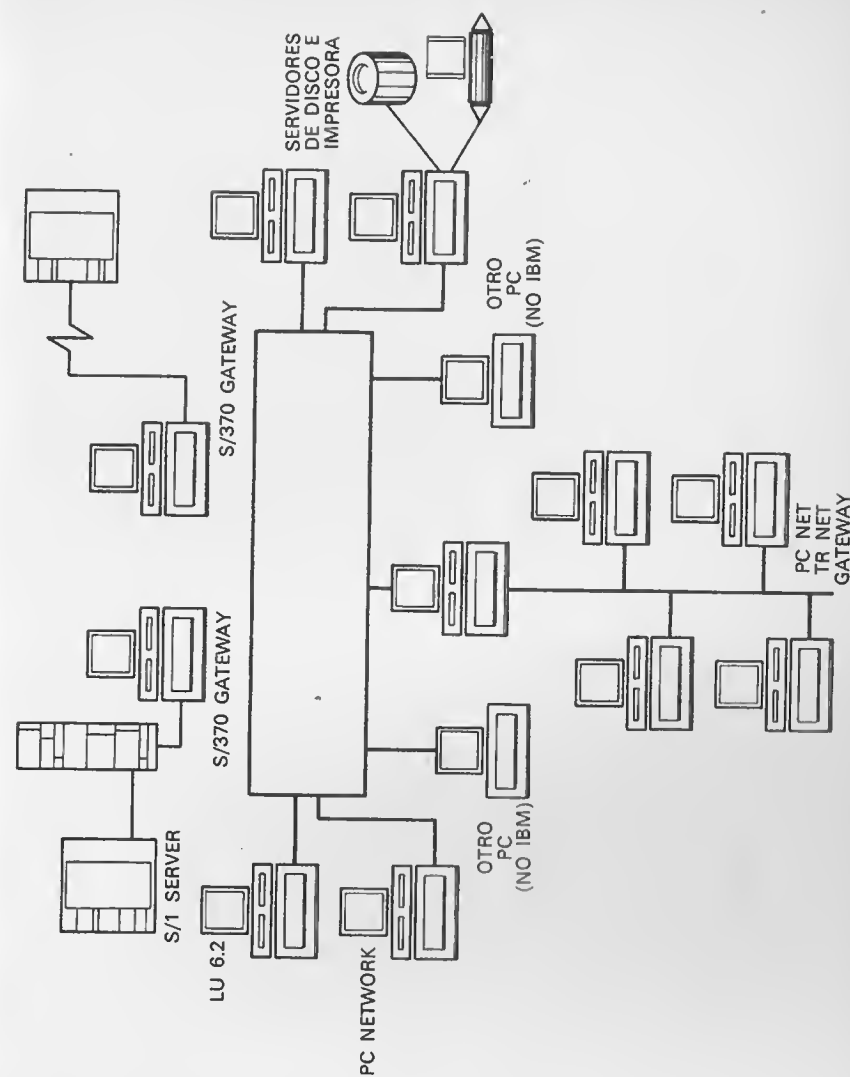 S/1 SERVER
S/370 GATEWAY
S/370 GATEWAY
LU 6.2
PC NETWORK
SERVIDORES
DE DISCO E
IMPRESORA
OTRO
PC
(NO IBM)
OTRO
PC
(NO IBM)
PC NET
TR NET
GATEWAY